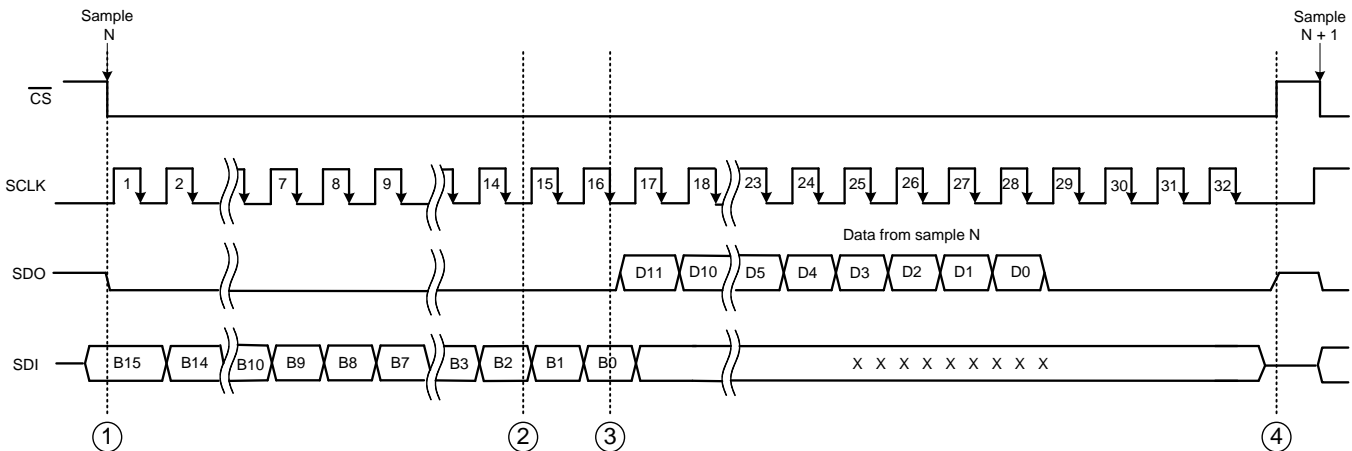 Sample
N
Sample
N + 1
CS
SCLK
1 2 7 8 9 14 15 16 17 18 23 24 25 26 27 28 29 30 31 32
Data from sample N
SDO
D11 D10 D5 D4 D3 D2 D1 D0
SDI
B15 B14 B10 B9 B8 B7 B3 B2 B1 B0 X X X X X X X X X
1 2 3 4